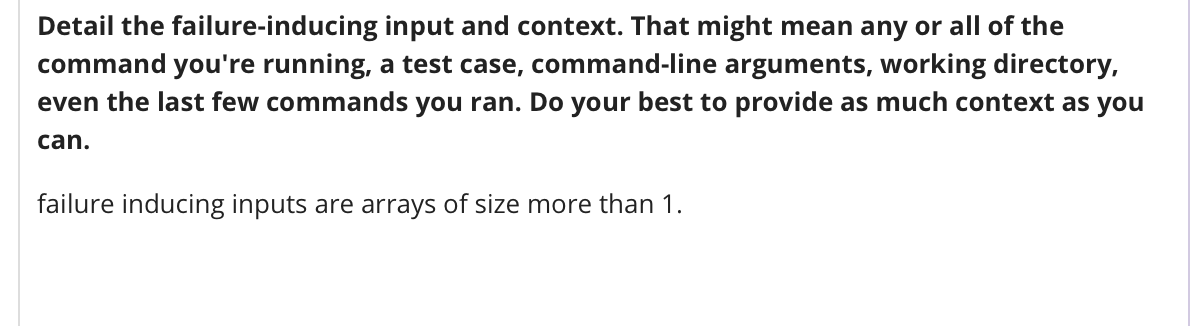 Detail the failure-inducing input and context. That might mean any or all of the
command you're running, a test case, command-line arguments, working directory,
even the last few commands you ran. Do your best to provide as much context as you
can.
failure inducing inputs are arrays of size more than 1.